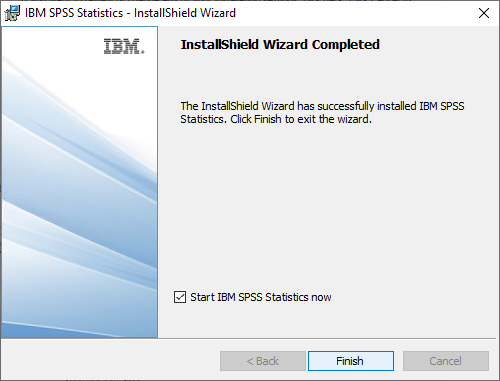 IBM SPSS Statistics - InstallShield Wizard
IBM.
InstallShield Wizard Completed
The InstallShield Wizard has successfully installed IBM SPSS
Statistics. Click Finish to exit the wizard.
Start IBM SPSS Statistics now
< Back
Finish
Cancel